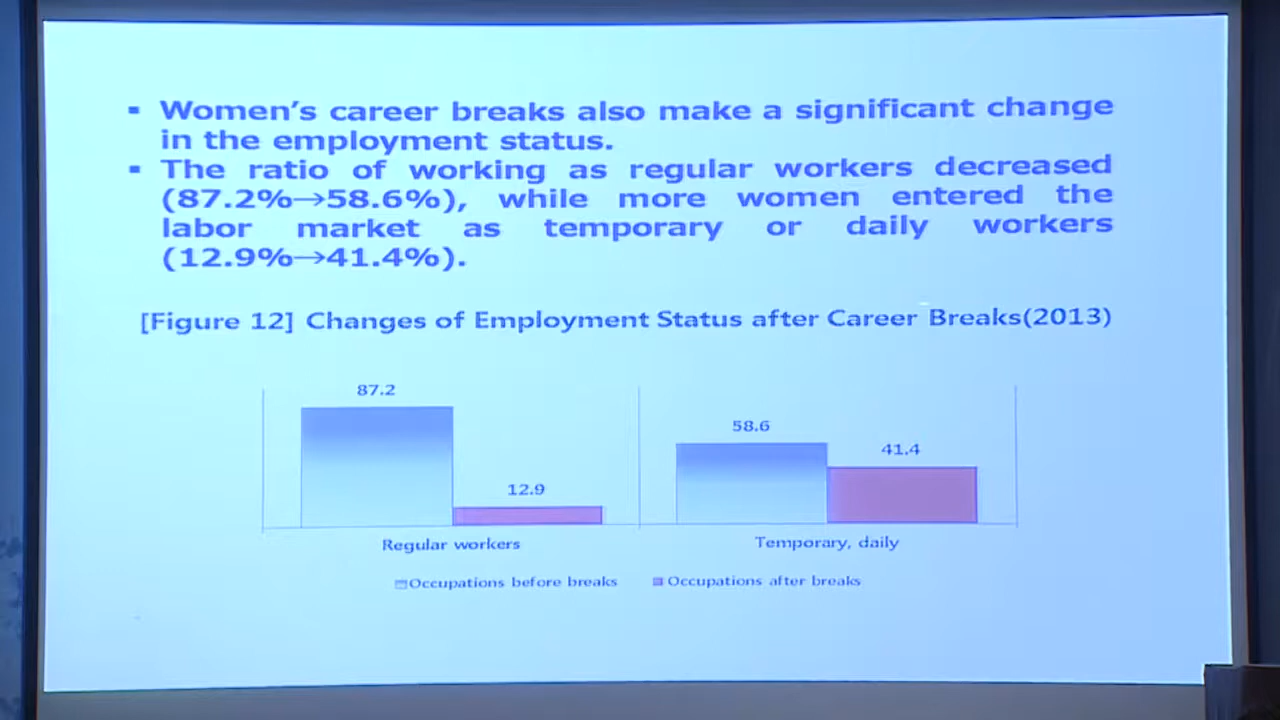 ▪ Women's career breaks also make a significant change
in the employment status.
▪ The ratio of working as regular workers decreased
(87.2%→58.6%), while more women entered the
labor market as temporary or daily workers
(12.9%→41.4%).
[Figure 12] Changes of Employment Status after Career Breaks(2013)
87.2
12.9
58.6
41.4
Regular workers
Temporary, daily
Occupations before breaks
Occupations after breaks